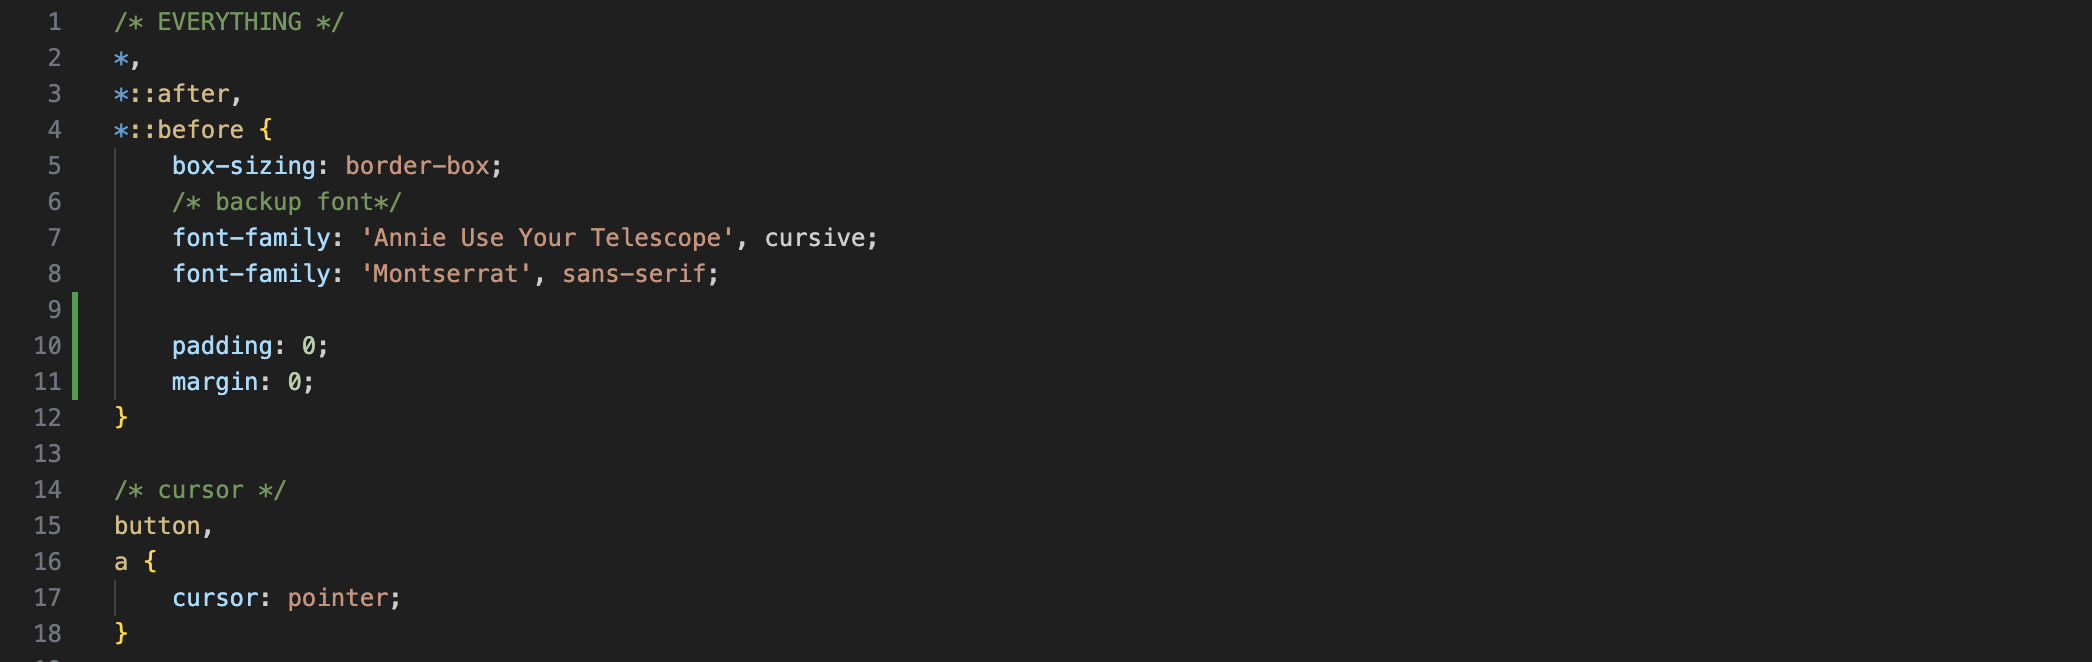 1 /* EVERYTHING */
2 *,
3 *::after,
4 *::before {
5 box-sizing: border-box;
6 /* backup font*/
7 font-family: 'Annie Use Your Telescope', cursive;
8 font-family: 'Montserrat', sans-serif;
9
10 padding: 0;
11 margin: 0;
12 }
13
14 /* cursor */
15 button,
16 a {
17 cursor: pointer;
18 }